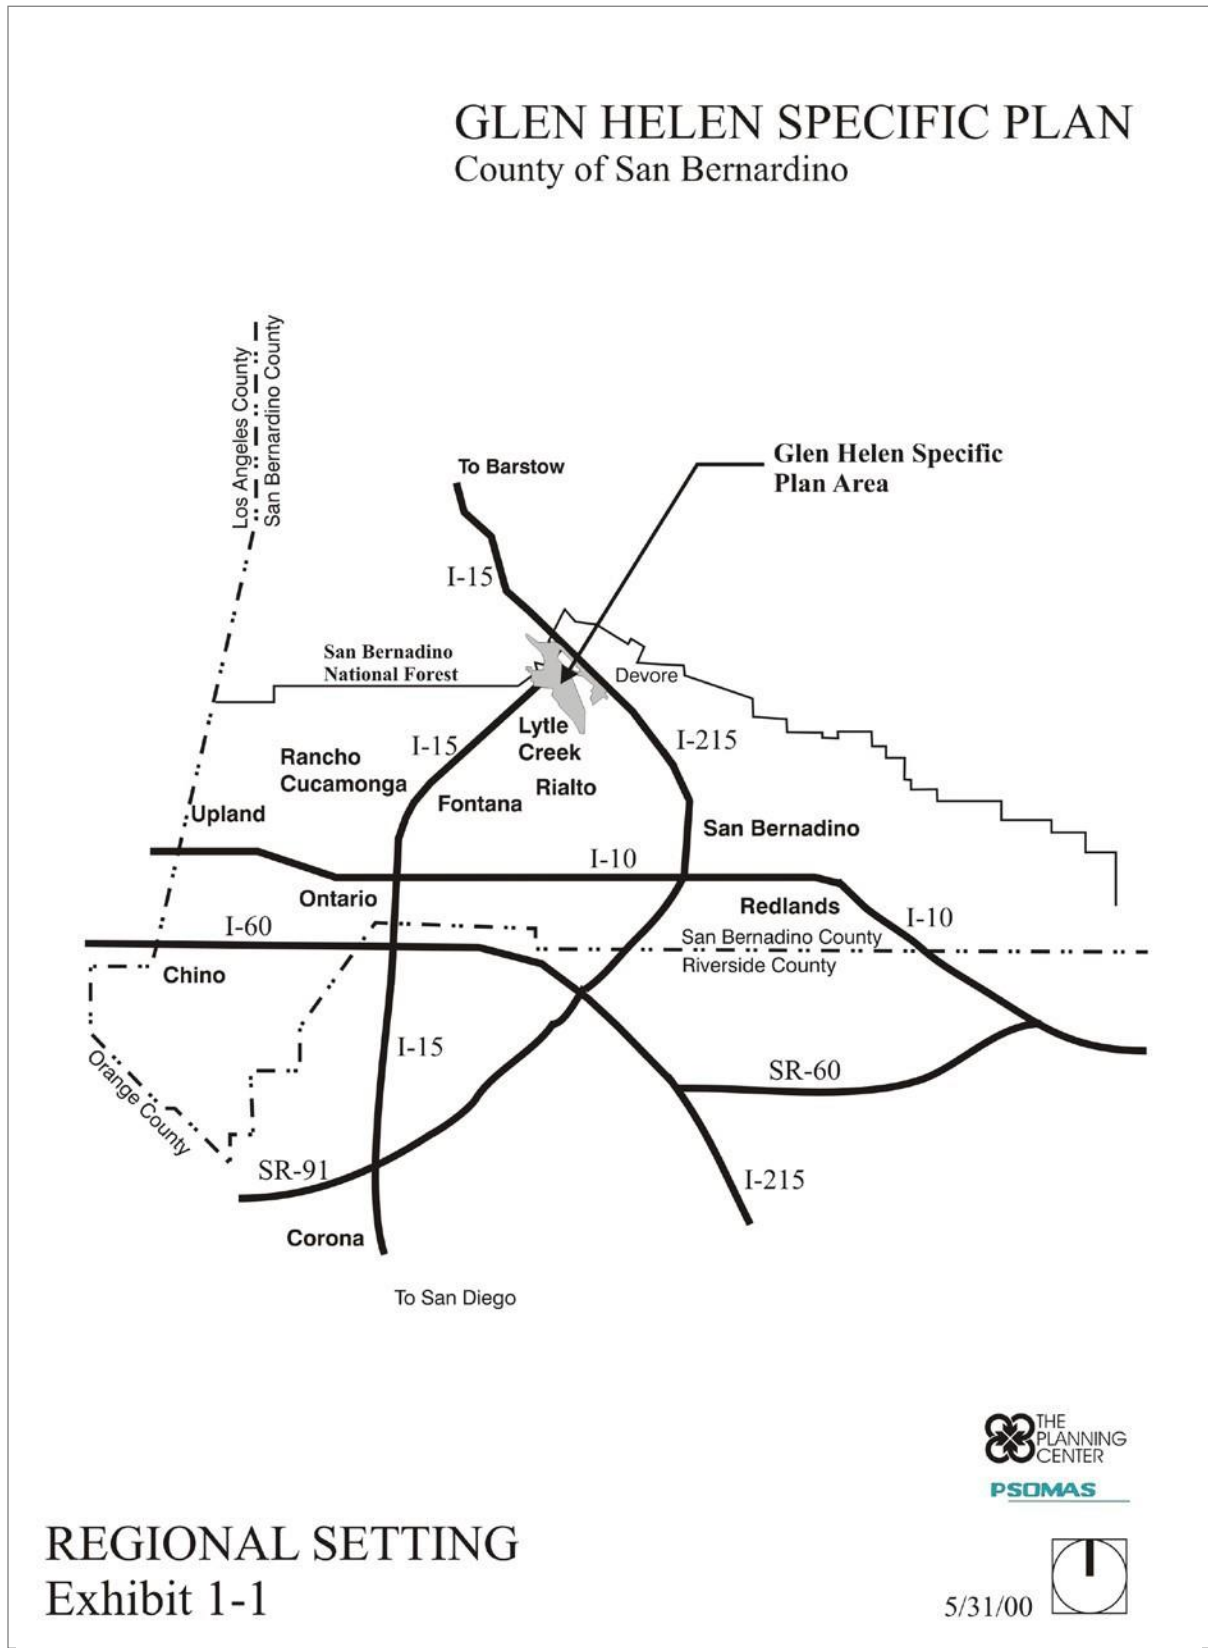 GLEN HELEN SPECIFIC PLAN
County of San Bernardino
Los Angeles County
San Bernardino County
To Barstow
Glen Helen Specific
Plan Area
I-15
San Bernadino
National Forest
Devore
Lytle
Creek
I-15
I-215
Rancho
Cucamonga
Rialto
Fontana
Upland
San Bernadino
I-10
Ontario
Redlands
I-10
I-60
San Bernadino County
Riverside County
Chino
I-15
Orange County
SR-60
SR-91
I-215
Corona
To San Diego
THE
PLANNING
CENTER
PSOMAS
REGIONAL SETTING
Exhibit 1-1
5/31/00